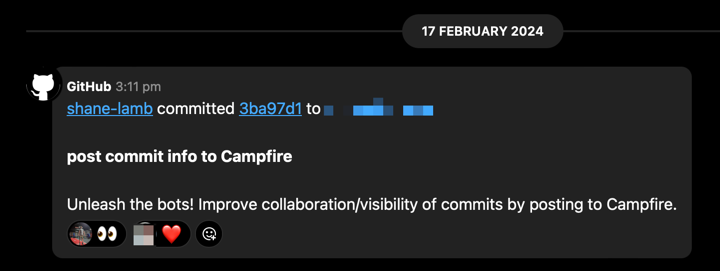 17 FEBRUARY 2024
GitHub 3:11 pm
shane-lamb committed 3ba97d1 to
post commit info to Campfire
Unleash the bots! Improve collaboration/visibility of commits by posting to Campfire.